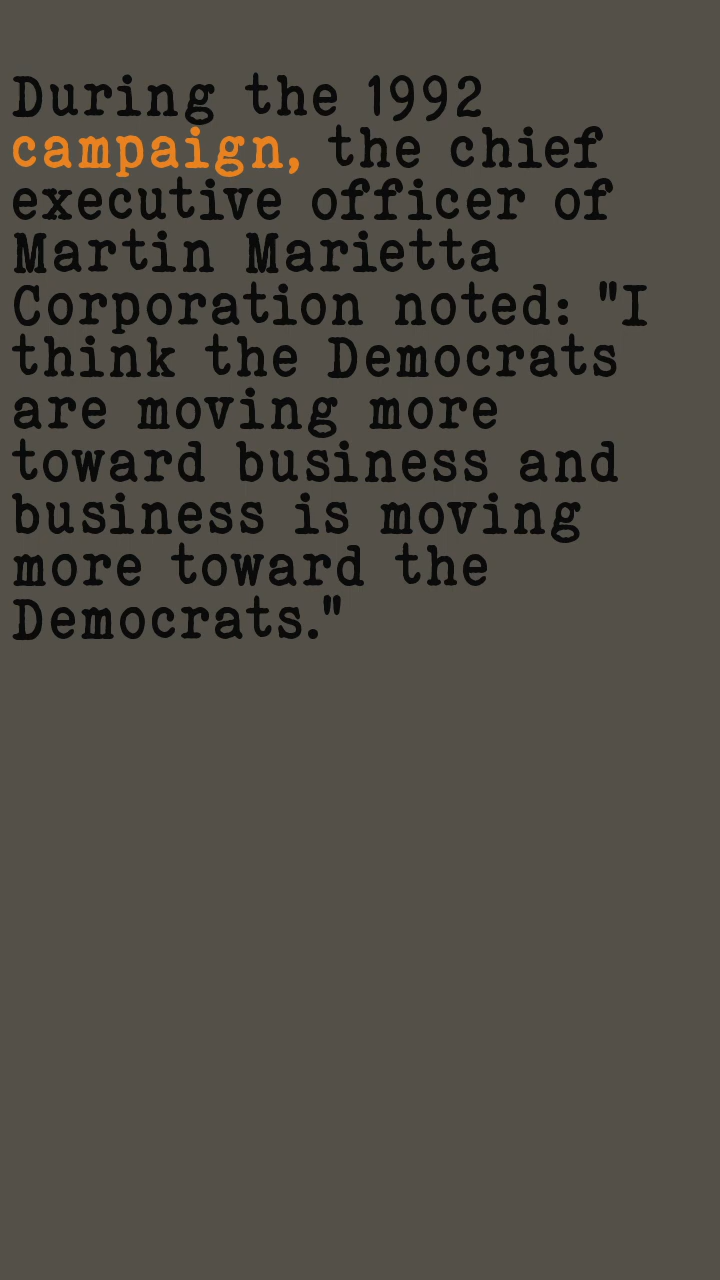 During the 1992
campaign, the chief
executive officer of
Martin Marietta
Corporation noted: "I
think the Democrats
are moving more
toward business and
business is moving
more toward the
Democrats."